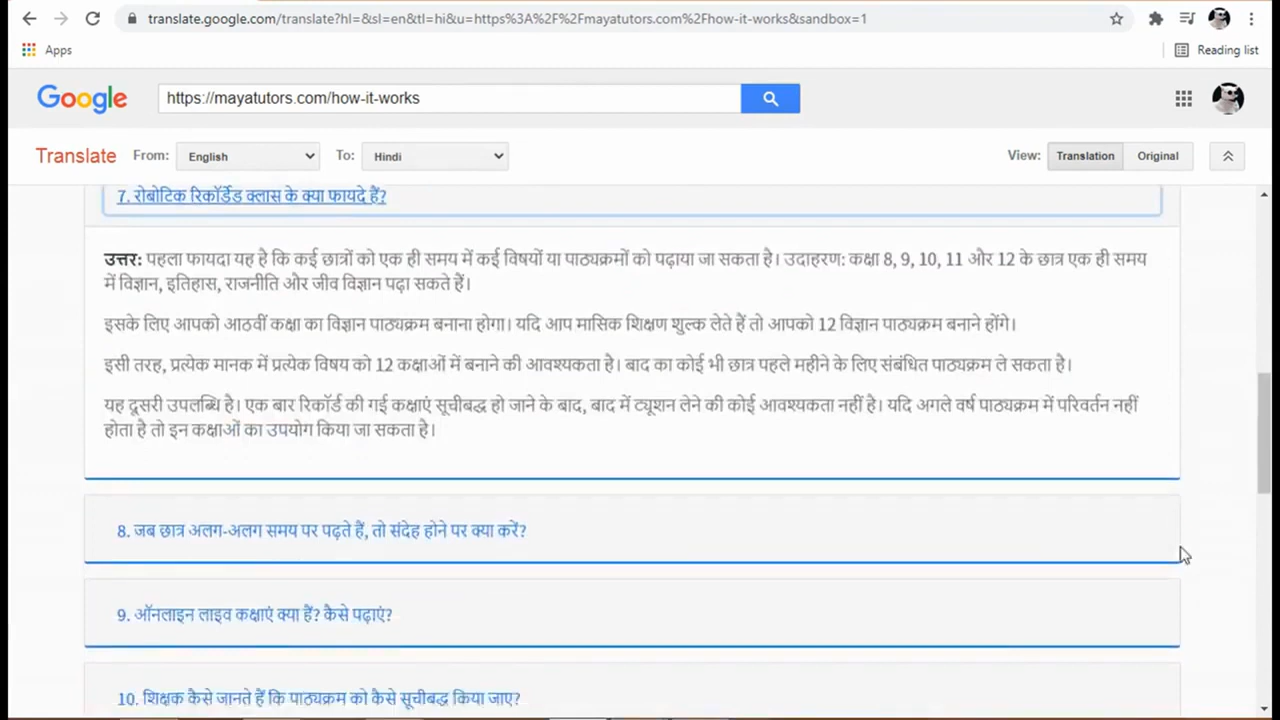 translate.google.com/translate?hl=&sl=en&tl=hi&u=https%3A%2F%2Fmayatutors.com%2Fhow-it-works&sandbox=1
Apps
Reading list
Google
https://mayatutors.com/how-it-works
Translate From: English To: Hindi View: Translation Original
7. रोबोटिक रिकॉर्डेड क्लास के क्या फायदे हैं?
उत्तर: पहला फायदा यह है कि कई छात्रों को एक ही समय में कई विषयों या पाठ्यक्रमों को पढ़ाया जा सकता है। उदाहरण: कक्षा 8, 9, 10, 11 और 12 के छात्र एक ही समय
में विज्ञान, इतिहास, राजनीति और जीव विज्ञान पढ़ा सकते हैं।
इसके लिए आपको आठवीं कक्षा का विज्ञान पाठ्यक्रम बनाना होगा। यदि आप मासिक शिक्षण शुल्क लेते हैं तो आपको 12 विज्ञान पाठ्यक्रम बनाने होंगे।
इसी तरह, प्रत्येक मानक में प्रत्येक विषय को 12 कक्षाओं में बनाने की आवश्यकता है। बाद का कोई भी छात्र पहले महीने के लिए संबंधित पाठ्यक्रम ले सकता है।
यह दूसरी उपलब्धि है। एक बार रिकॉर्ड की गई कक्षाएं सूचीबद्ध हो जाने के बाद, बाद में ट्यूशन लेने की कोई आवश्यकता नहीं है। यदि अगले वर्ष पाठ्यक्रम में परिवर्तन नहीं
होता है तो इन कक्षाओं का उपयोग किया जा सकता है।
8. जब छात्र अलग-अलग समय पर पढ़ते हैं, तो संदेह होने पर क्या करें?
9. ऑनलाइन लाइव कक्षाएं क्या हैं? कैसे पढ़ाएं?
10. शिक्षक कैसे जानते हैं कि पाठ्यक्रम को कैसे सूचीबद्ध किया जाए?